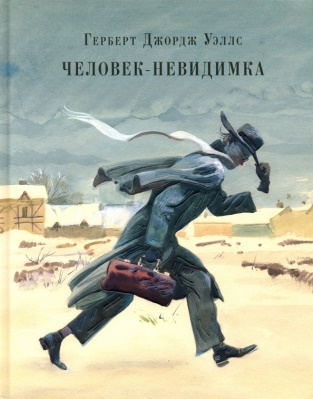 Герберт Джордж Уэллс
ЧЕЛОВЕК-НЕВИДИМКА